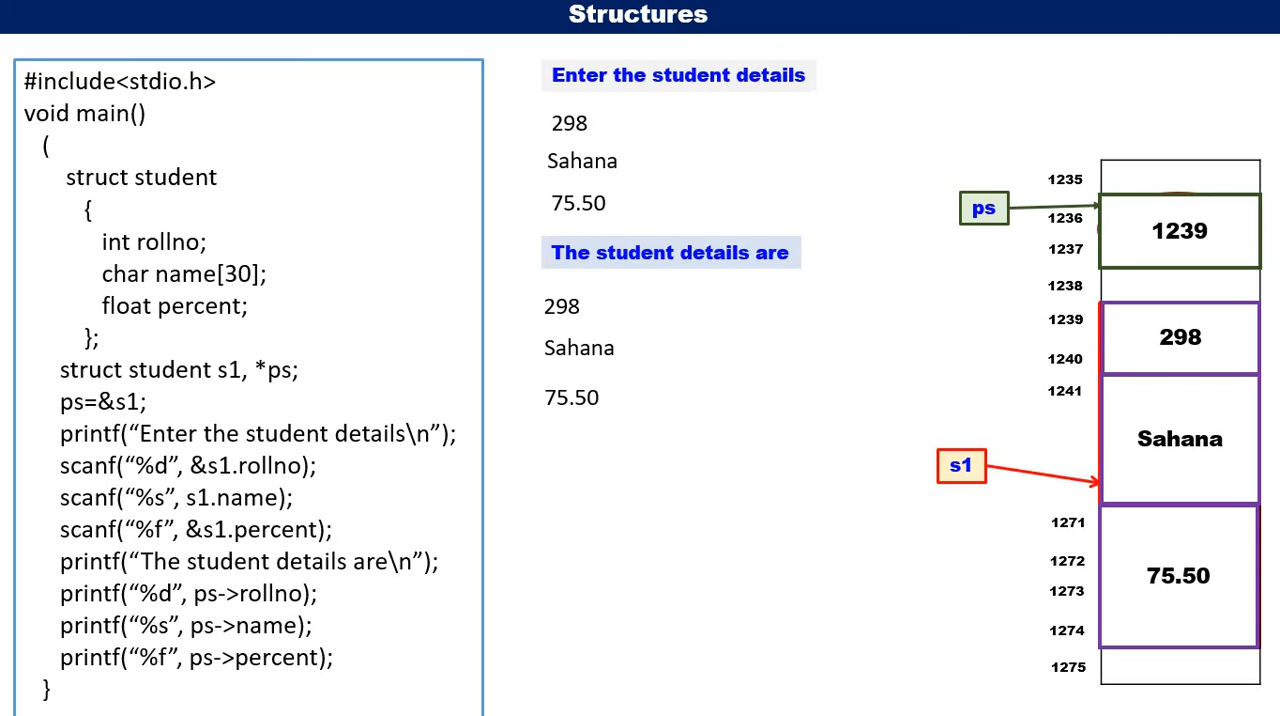 Structures
#include<stdio.h>
void main()
(
struct student
{
int rollno;
char name[30];
float percent;
};
struct student s1, *ps;
ps=&s1;
printf(“Enter the student details\n”);
scanf(“%d”, &s1.rollno);
scanf(“%s”, s1.name);
scanf(“%f”, &s1.percent);
printf(“The student details are\n”);
printf(“%d”, ps->rollno);
printf(“%s”, ps->name);
printf(“%f”, ps->percent);
}
Enter the student details
298
Sahana
75.50
The student details are
298
Sahana
75.50
ps
s1
1235
1236
1237
1238
1239
1240
1241
1271
1272
1273
1274
1275
1239
298
Sahana
75.50